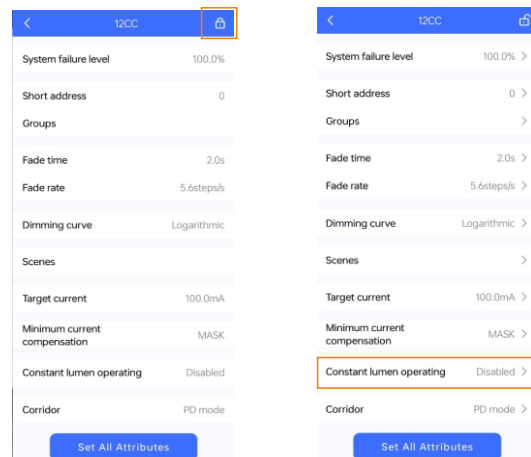 12CC
System failure level 100.0%
Short address 0
Groups
Fade time 2.0s
Fade rate 5.6steps/s
Dimming curve Logarithmic
Scenes
Target current 100.0mA
Minimum current
compensation MASK
Constant lumen operating Disabled
Corridor PD mode
Set All Attributes
12CC
System failure level 100.0%
Short address 0
Groups
Fade time 2.0s
Fade rate 5.6steps/s
Dimming curve Logarithmic
Scenes
Target current 100.0mA
Minimum current
compensation MASK
Constant lumen operating Disabled
Corridor PD mode
Set All Attributes